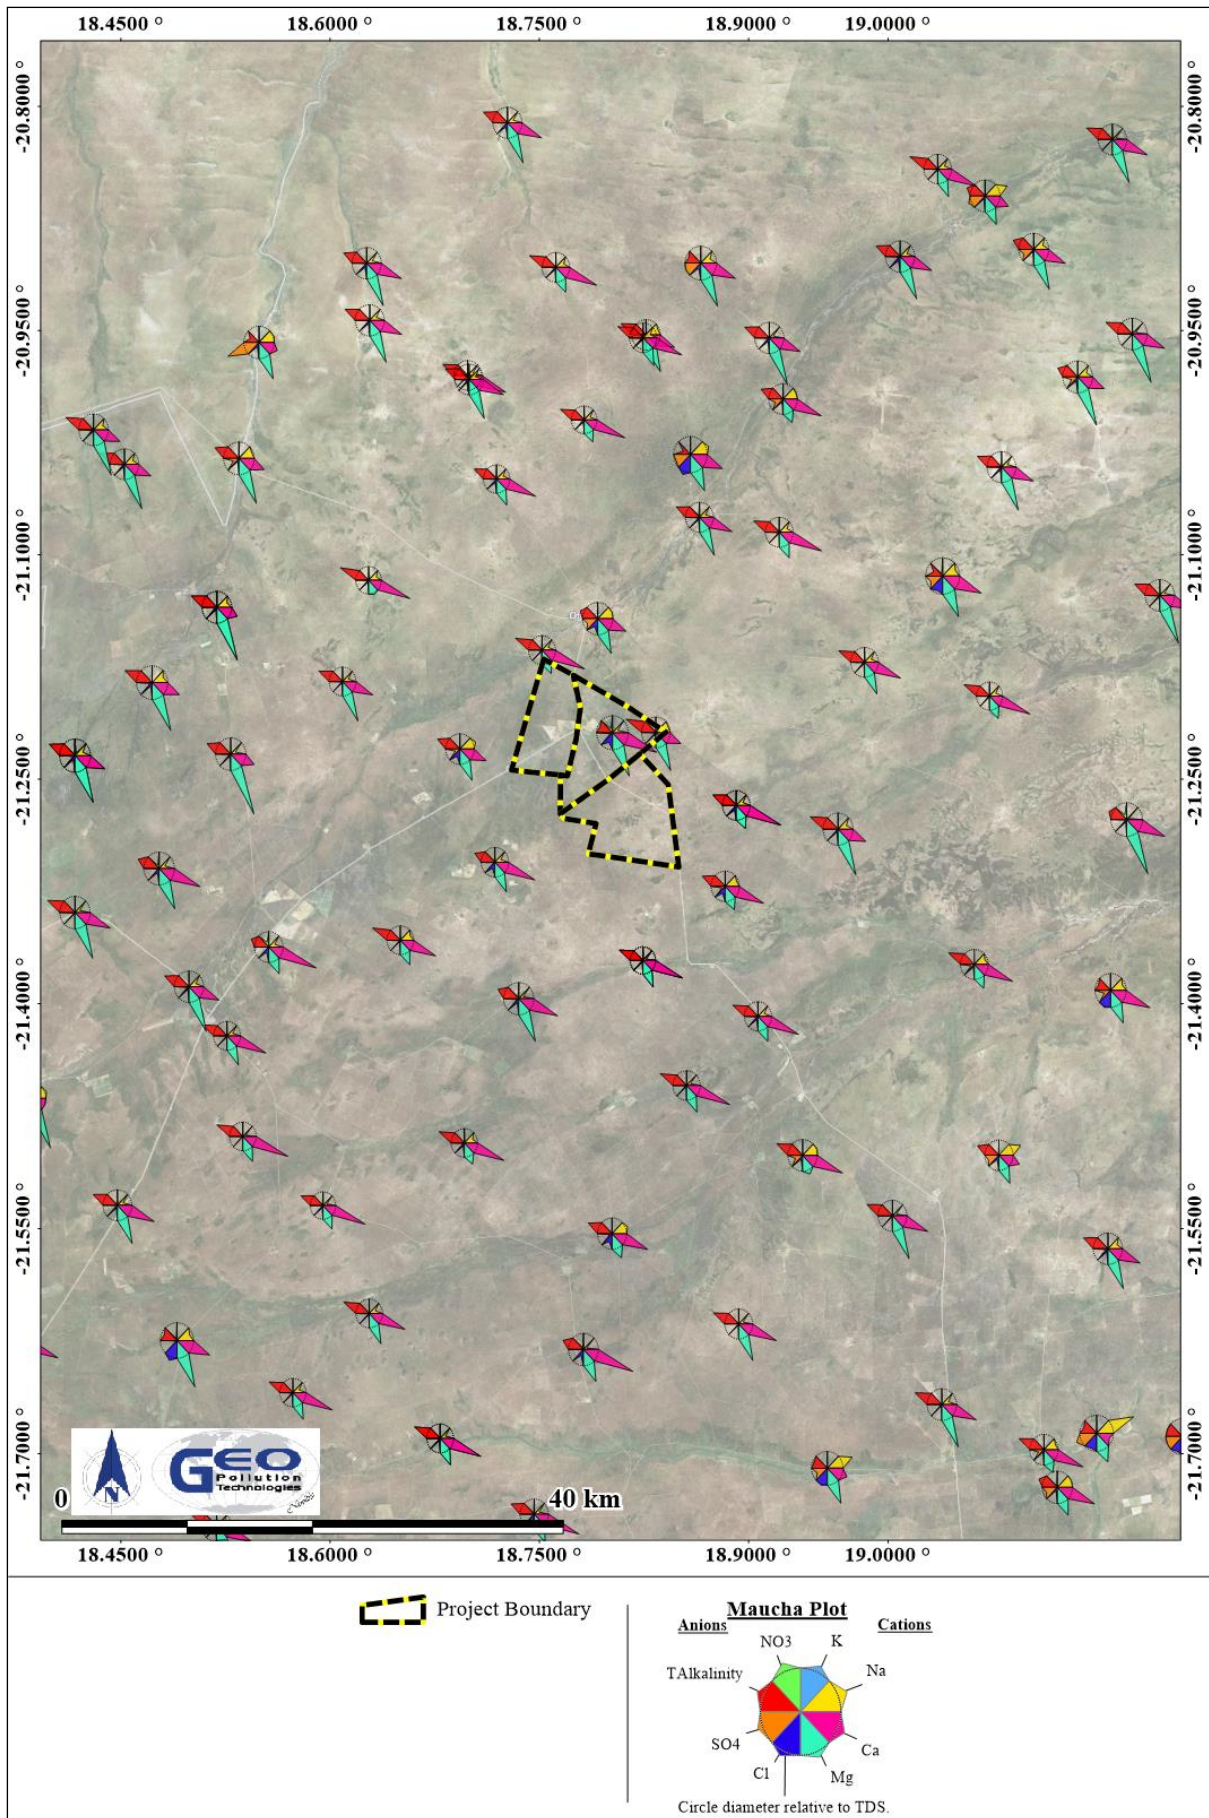 18.4500 ° 18.6000 ° 18.7500 ° 18.9000 ° 19.0000 °
-20.8000 ° -20.8000 °
-20.9500 ° -20.9500 °
-21.1000 ° -21.1000 °
-21.2500 ° -21.2500 °
-21.4000 ° -21.4000 °
-21.5500 ° -21.5500 °
-21.7000 ° -21.7000 °
N
GEO
Pollution
Technologies
0 40 km
18.4500 ° 18.6000 ° 18.7500 ° 18.9000 ° 19.0000 °
Project Boundary
Maucha Plot
Anions Cations
NO3 K
TAlkalinity Na
SO4 Ca
Cl Mg
Circle diameter relative to TDS.